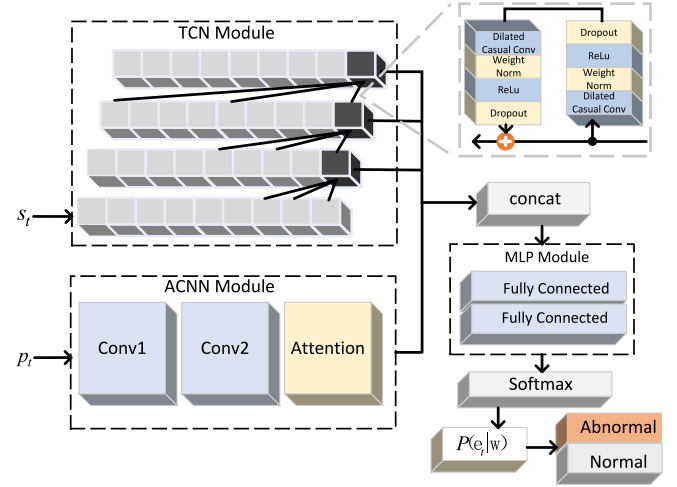 TCN Module
Dilated
Casual Conv
Weight
Norm
ReLu
Dropout
Dropout
ReLu
Weight
Norm
Dilated
Casual Conv
s_t
concat
MLP Module
Fully Connected
Fully Connected
ACNN Module
p_t
Conv1
Conv2
Attention
Softmax
P(e_t|w)
Abnormal
Normal